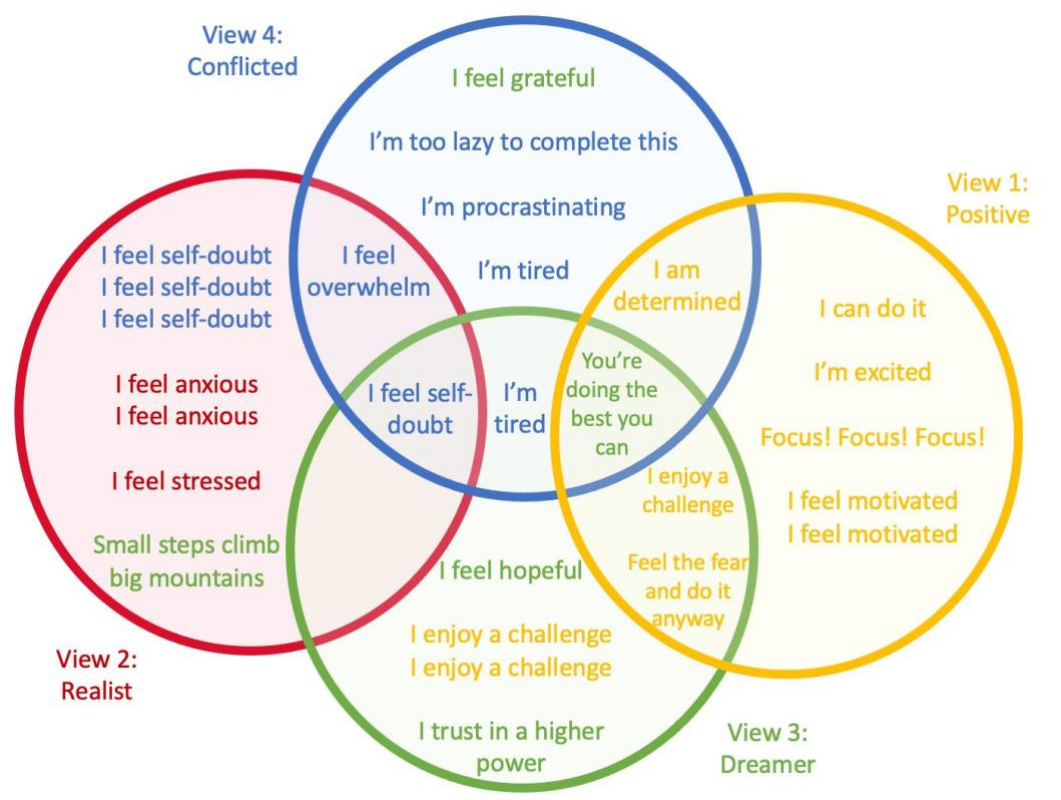 View 4:
Conflicted
I feel grateful
I'm too lazy to complete this
I'm procrastinating
I'm tired
View 1:
Positive
I feel self-doubt
I feel self-doubt
I feel self-doubt
I feel
overwhelm
I am
determined
I can do it
I'm excited
Focus! Focus! Focus!
I feel motivated
I feel motivated
I feel anxious
I feel anxious
I feel stressed
Small steps climb
big mountains
I feel self-
doubt
I'm
tired
You're
doing the
best you
can
I enjoy a
challenge
Feel the fear
and do it
anyway
I feel hopeful
I enjoy a challenge
I enjoy a challenge
I trust in a higher
power
View 2:
Realist
View 3:
Dreamer